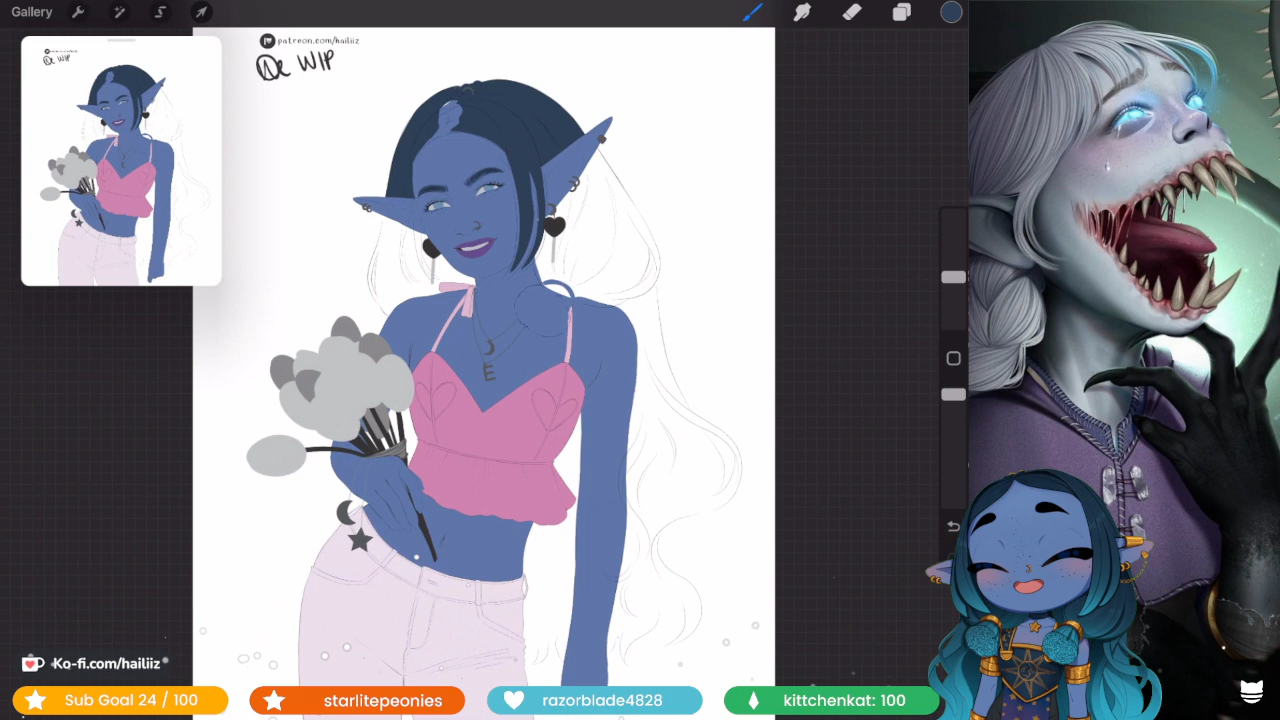 Gallery
patreon.com/hailiiz
WIP
E
Ko-fi.com/hailiiz
Sub Goal 24 / 100
starlitepeonies
razorblade4828
kittchenkat: 100